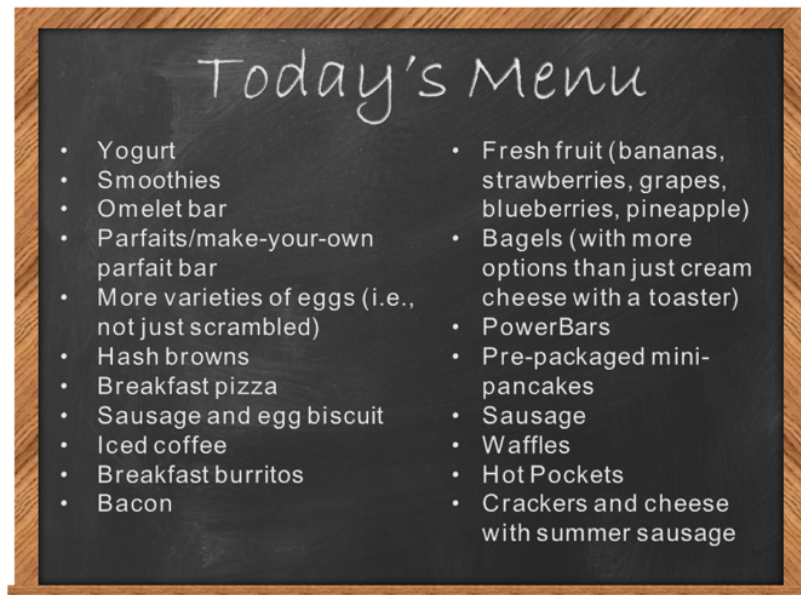 Today's Menu
• Yogurt
• Smoothies
• Omelet bar
• Parfaits/make-your-own
parfait bar
• More varieties of eggs (i.e.,
not just scrambled)
• Hash browns
• Breakfast pizza
• Sausage and egg biscuit
• Iced coffee
• Breakfast burritos
• Bacon
• Fresh fruit (bananas,
strawberries, grapes,
blueberries, pineapple)
• Bagels (with more
options than just cream
cheese with a toaster)
• PowerBars
• Pre-packaged mini-
pancakes
• Sausage
• Waffles
• Hot Pockets
• Crackers and cheese
with summer sausage